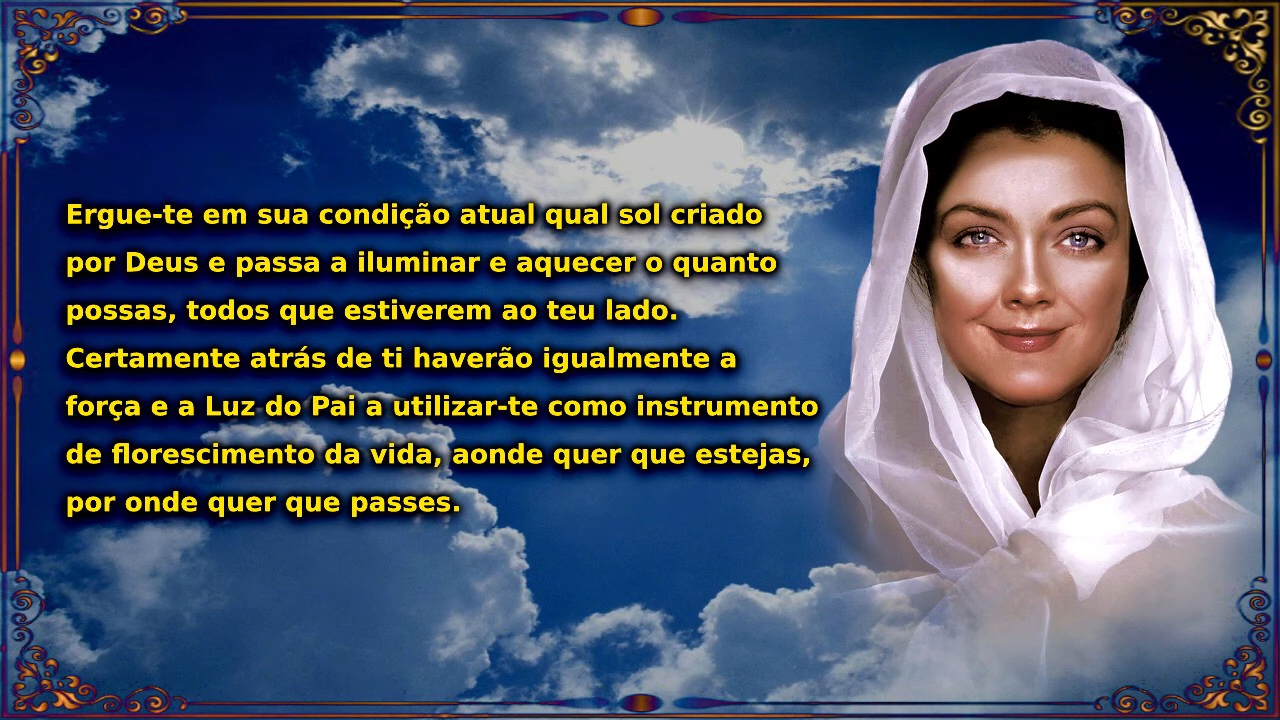 Ergue-te em sua condição atual qual sol criado
por Deus e passa a iluminar e aquecer o quanto
possas, todos que estiverem ao teu lado.
Certamente atrás de ti haverão igualmente a
força e a Luz do Pai a utilizar-te como instrumento
de florescimento da vida, aonde quer que estejas,
por onde quer que passes.